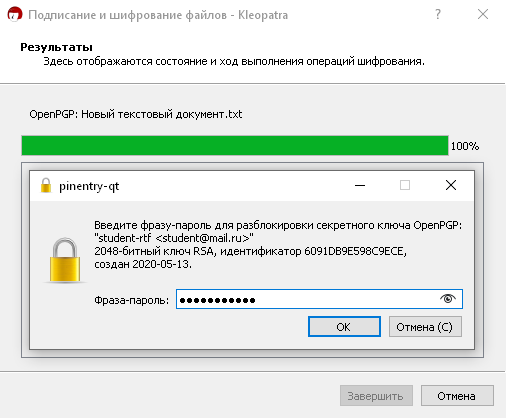 Подписание и шифрование файлов - Kleopatra
Результаты
Здесь отображаются состояние и ход выполнения операций шифрования.
OpenPGP: Новый текстовый документ.txt
100%
pinentry-qt
Введите фразу-пароль для разблокировки секретного ключа OpenPGP:
"student-rtf <student@mail.ru>"
2048-битный ключ RSA, идентификатор 6091DB9E598C9ECE,
создан 2020-05-13.
Фраза-пароль: ●●●●●●●●●●●
OK
Отмена (C)
Завершить
Отмена